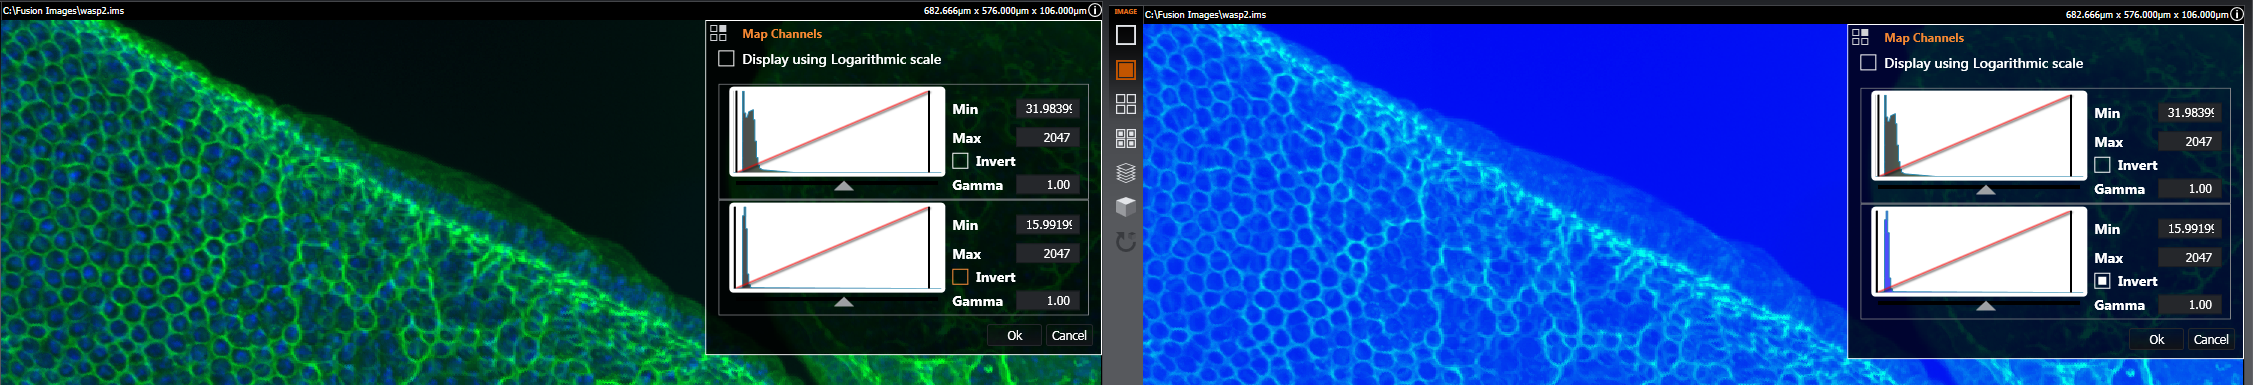 C:\Fusion Images\wasp2.ims
682.666µm x 576.000µm x 106.000µm
Map Channels
Display using Logarithmic scale
Min 31.98399
Max 2047
Invert
Gamma 1.00
Min 15.99199
Max 2047
Invert
Gamma 1.00
Ok Cancel
IMAGE
C:\Fusion Images\wasp2.ims
682.666µm x 576.000µm x 106.000µm
Map Channels
Display using Logarithmic scale
Min 31.98399
Max 2047
Invert
Gamma 1.00
Min 15.99199
Max 2047
Invert
Gamma 1.00
Ok Cancel